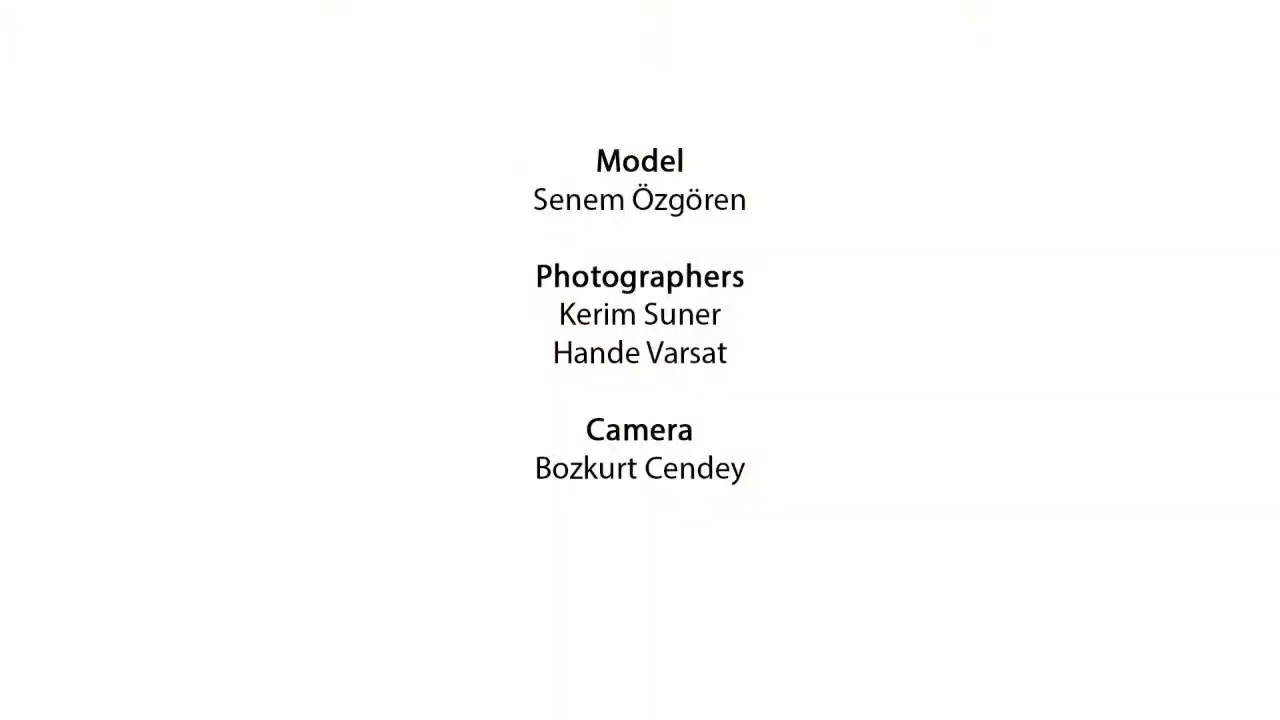 Model
Senem Özgören
Photographers
Kerim Suner
Hande Varsat
Camera
Bozkurt Cendey